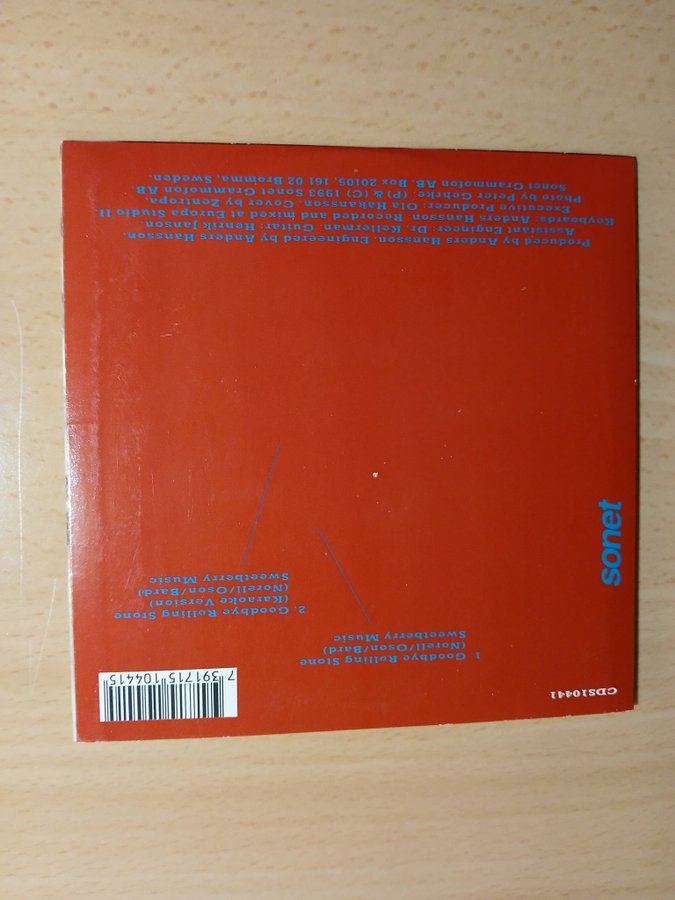 CDS10441
7 391715 104415
1 Goodbye Rolling Stone
(Norell/Oson/Bard)
Sweetberry Music
2. Goodbye Rolling Stone
(Karaoke Version)
(Norell/Oson/Bard)
Sweetberry Music
sonet
Produced by Anders Hansson. Engineered by Anders Hansson.
Assistant Engineer: Dr. Kellerman. Guitar: Henrik Janson.
Keyboards: Anders Hansson. Recorded and mixed at Europa Studio II.
Executive Producer: Ola Håkansson. Cover by Zentropa.
Photo by Peter Gehrke. (P) & (C) 1993 Sonet Grammofon AB.
Sonet Grammofon AB. Box 20105, 161 02 Bromma, Sweden.